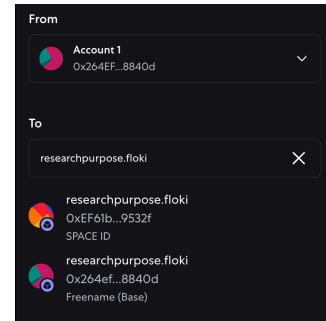 From
Account 1
0x264EF...8840d
To
researchpurpose.floki
researchpurpose.floki
0xEF61b...9532f
SPACE ID
researchpurpose.floki
0x264ef...8840d
Freename (Base)